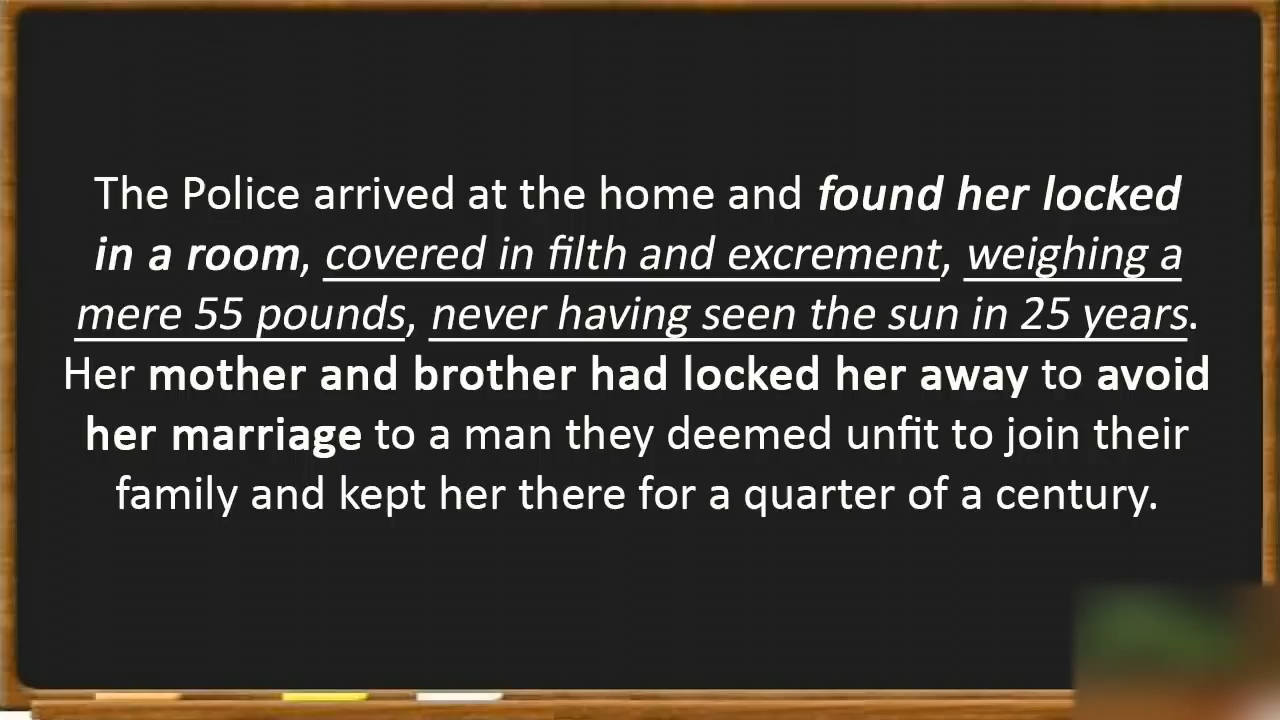 The Police arrived at the home and found her locked
in a room, covered in filth and excrement, weighing a
mere 55 pounds, never having seen the sun in 25 years.
Her mother and brother had locked her away to avoid
her marriage to a man they deemed unfit to join their
family and kept her there for a quarter of a century.